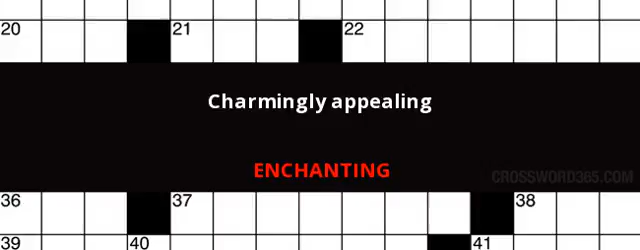 20 21 22
Charmingly appealing
ENCHANTING
CROSSWORD365.COM
36 37 38
39 40 41